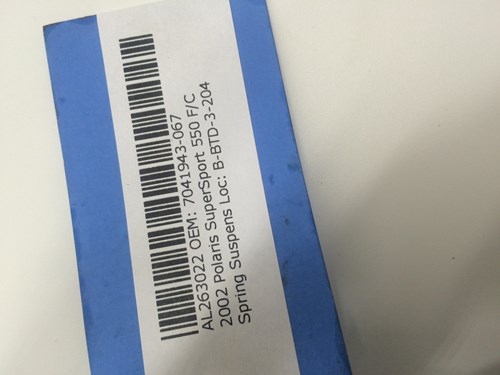 AL263022 OEM: 7041943-067
2002 Polaris SuperSport 550 F/C
Spring Suspens Loc: B-BTD-3-204